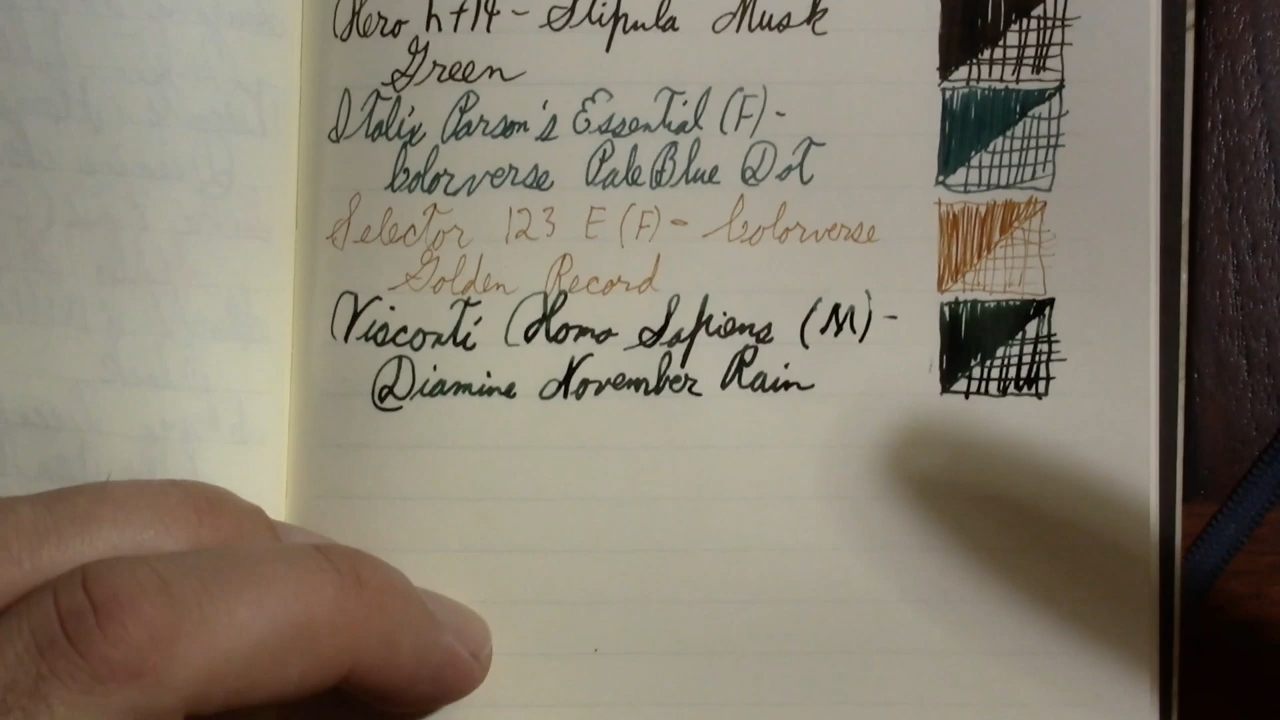 Hero h714 - Stipula Musk
Green
Italix Parson's Essential (F) -
Colorverse Pale Blue Dot
Selector 123 E (F) - Colorverse
Golden Record
Visconti Homo Sapiens (M) -
Diamine November Rain